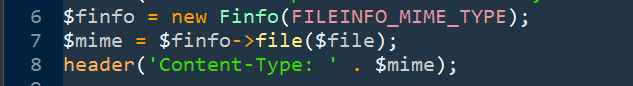 6 $finfo = new Finfo(FILEINFO_MIME_TYPE);
7 $mime = $finfo->file($file);
8 header('Content-Type: ' . $mime);